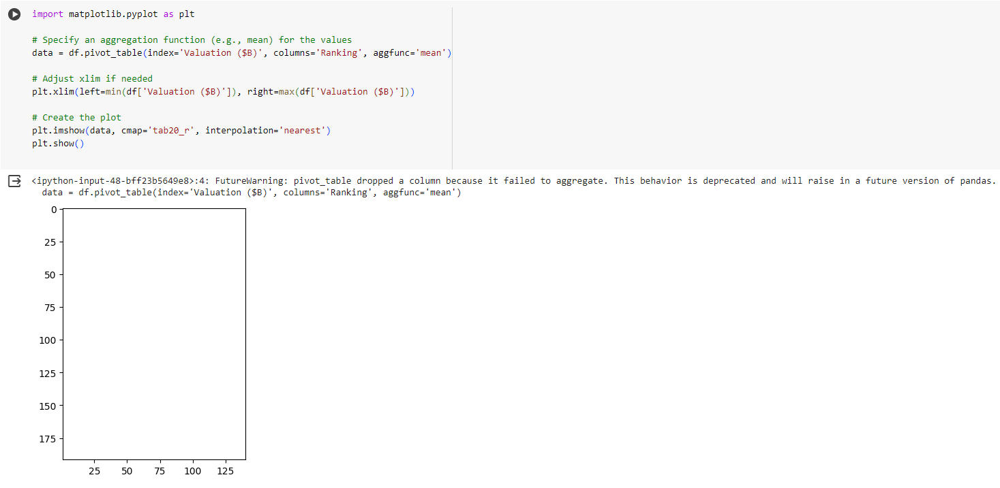 import matplotlib.pyplot as plt
# Specify an aggregation function (e.g., mean) for the values
data = df.pivot_table(index='Valuation ($B)', columns='Ranking', aggfunc='mean')
# Adjust xlim if needed
plt.xlim(left=min(df['Valuation ($B)']), right=max(df['Valuation ($B)']))
# Create the plot
plt.imshow(data, cmap='tab20_r', interpolation='nearest')
plt.show()
<ipython-input-48-bff23b5649e8>:4: FutureWarning: pivot_table dropped a column because it failed to aggregate. This behavior is deprecated and will raise in a future version of pandas.
data = df.pivot_table(index='Valuation ($B)', columns='Ranking', aggfunc='mean')
0
25
50
75
100
125
150
175
25 50 75 100 125